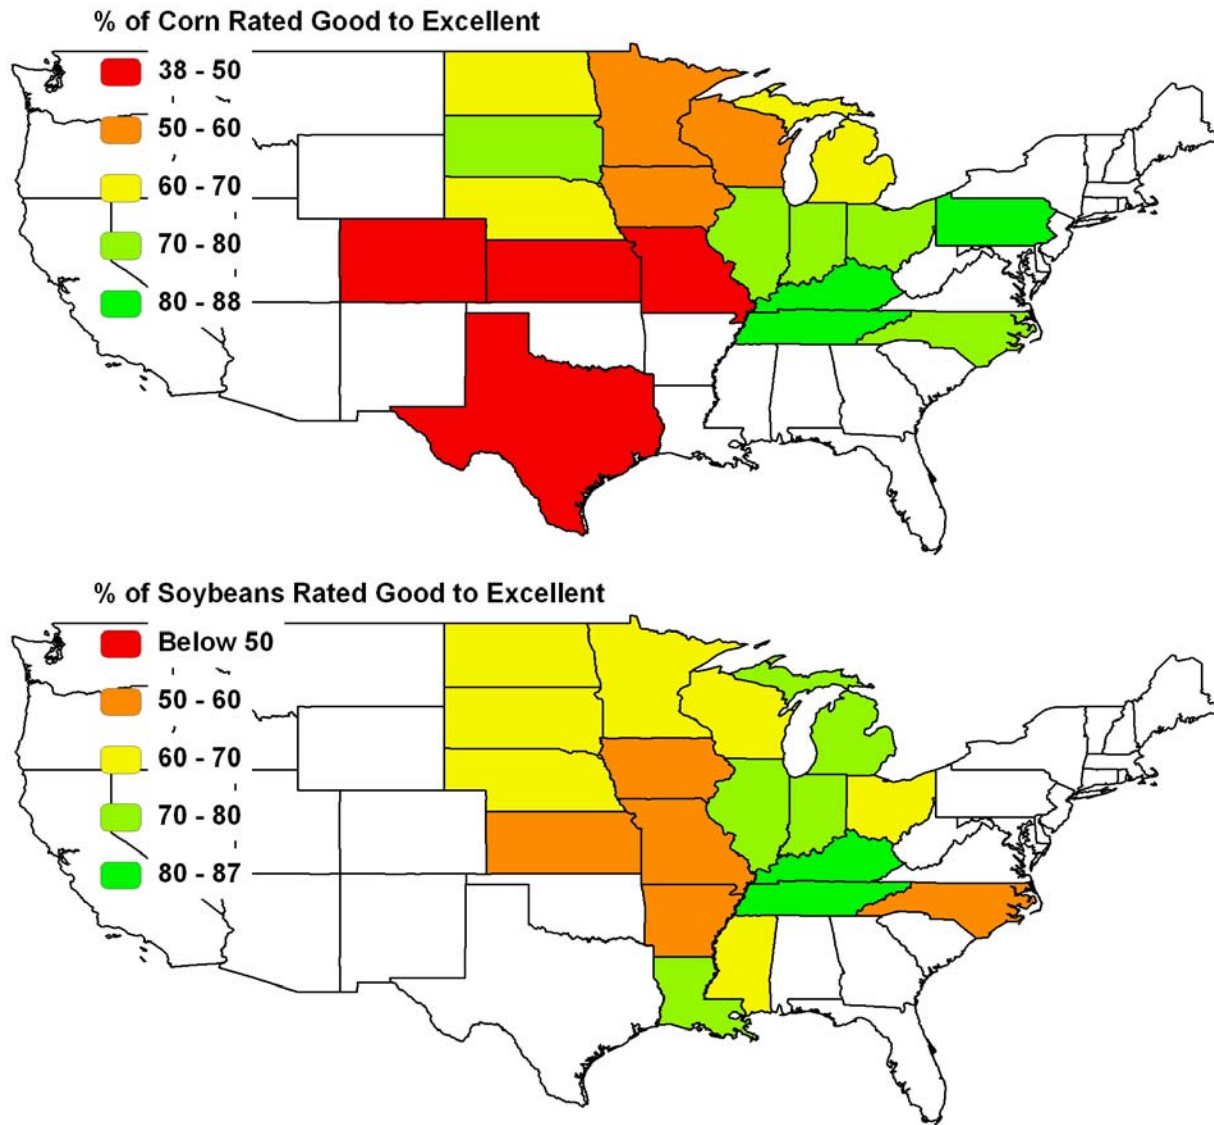 % of Corn Rated Good to Excellent
38 - 50
50 - 60
60 - 70
70 - 80
80 - 88
% of Soybeans Rated Good to Excellent
Below 50
50 - 60
60 - 70
70 - 80
80 - 87